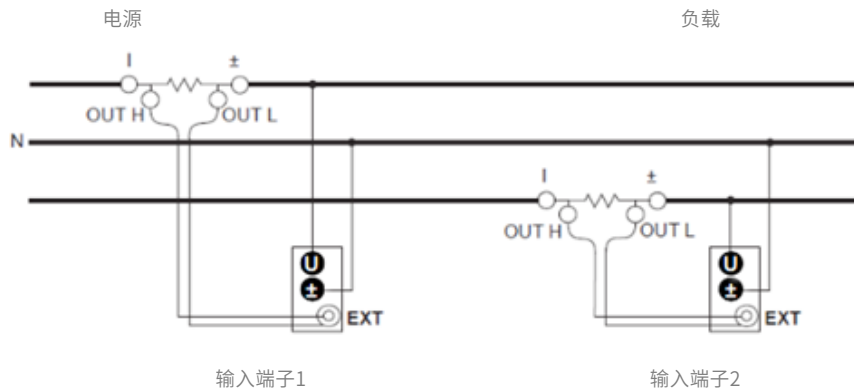 电源 负载
I ±
OUT H OUT L
N
I ±
OUT H OUT L
U U
± ±
EXT EXT
输入端子1 输入端子2